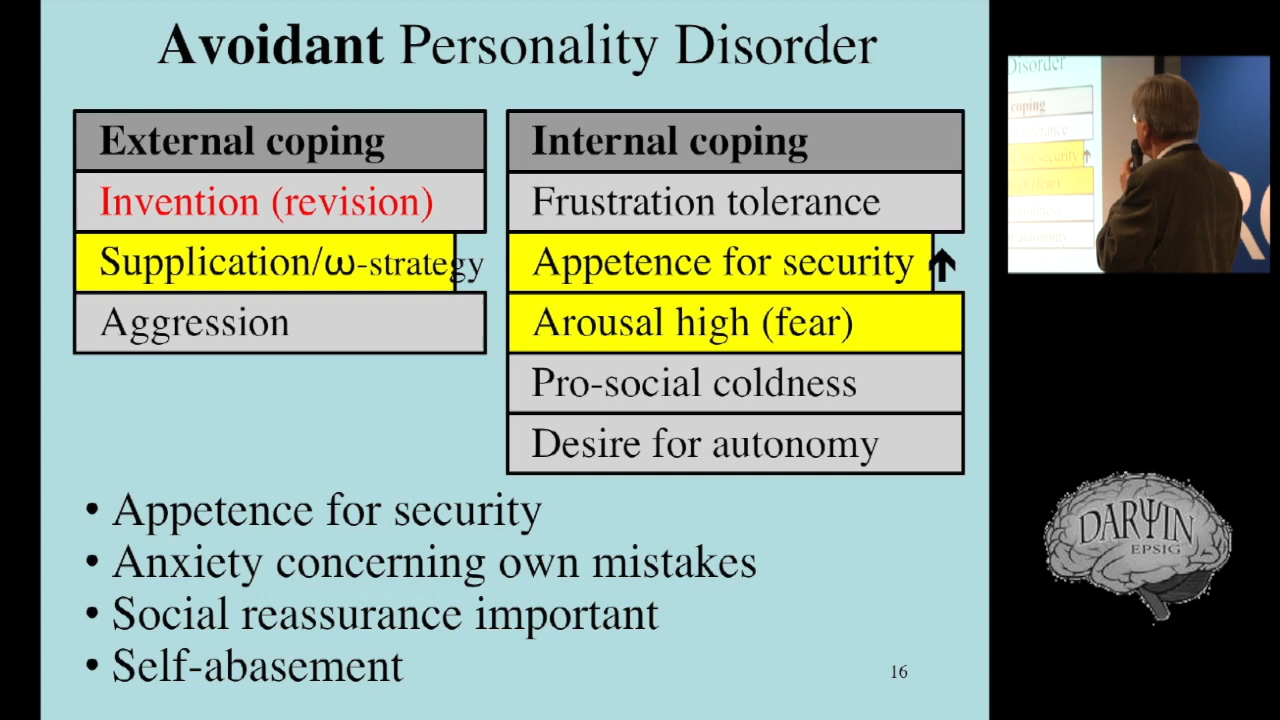 Avoidant Personality Disorder
External coping
Invention (revision)
Supplication/ω-strategy
Aggression
Internal coping
Frustration tolerance
Appetence for security ↑
Arousal high (fear)
Pro-social coldness
Desire for autonomy
• Appetence for security
• Anxiety concerning own mistakes
• Social reassurance important
• Self-abasement
16
Disorder
coping
DARΨIN
EPSIG